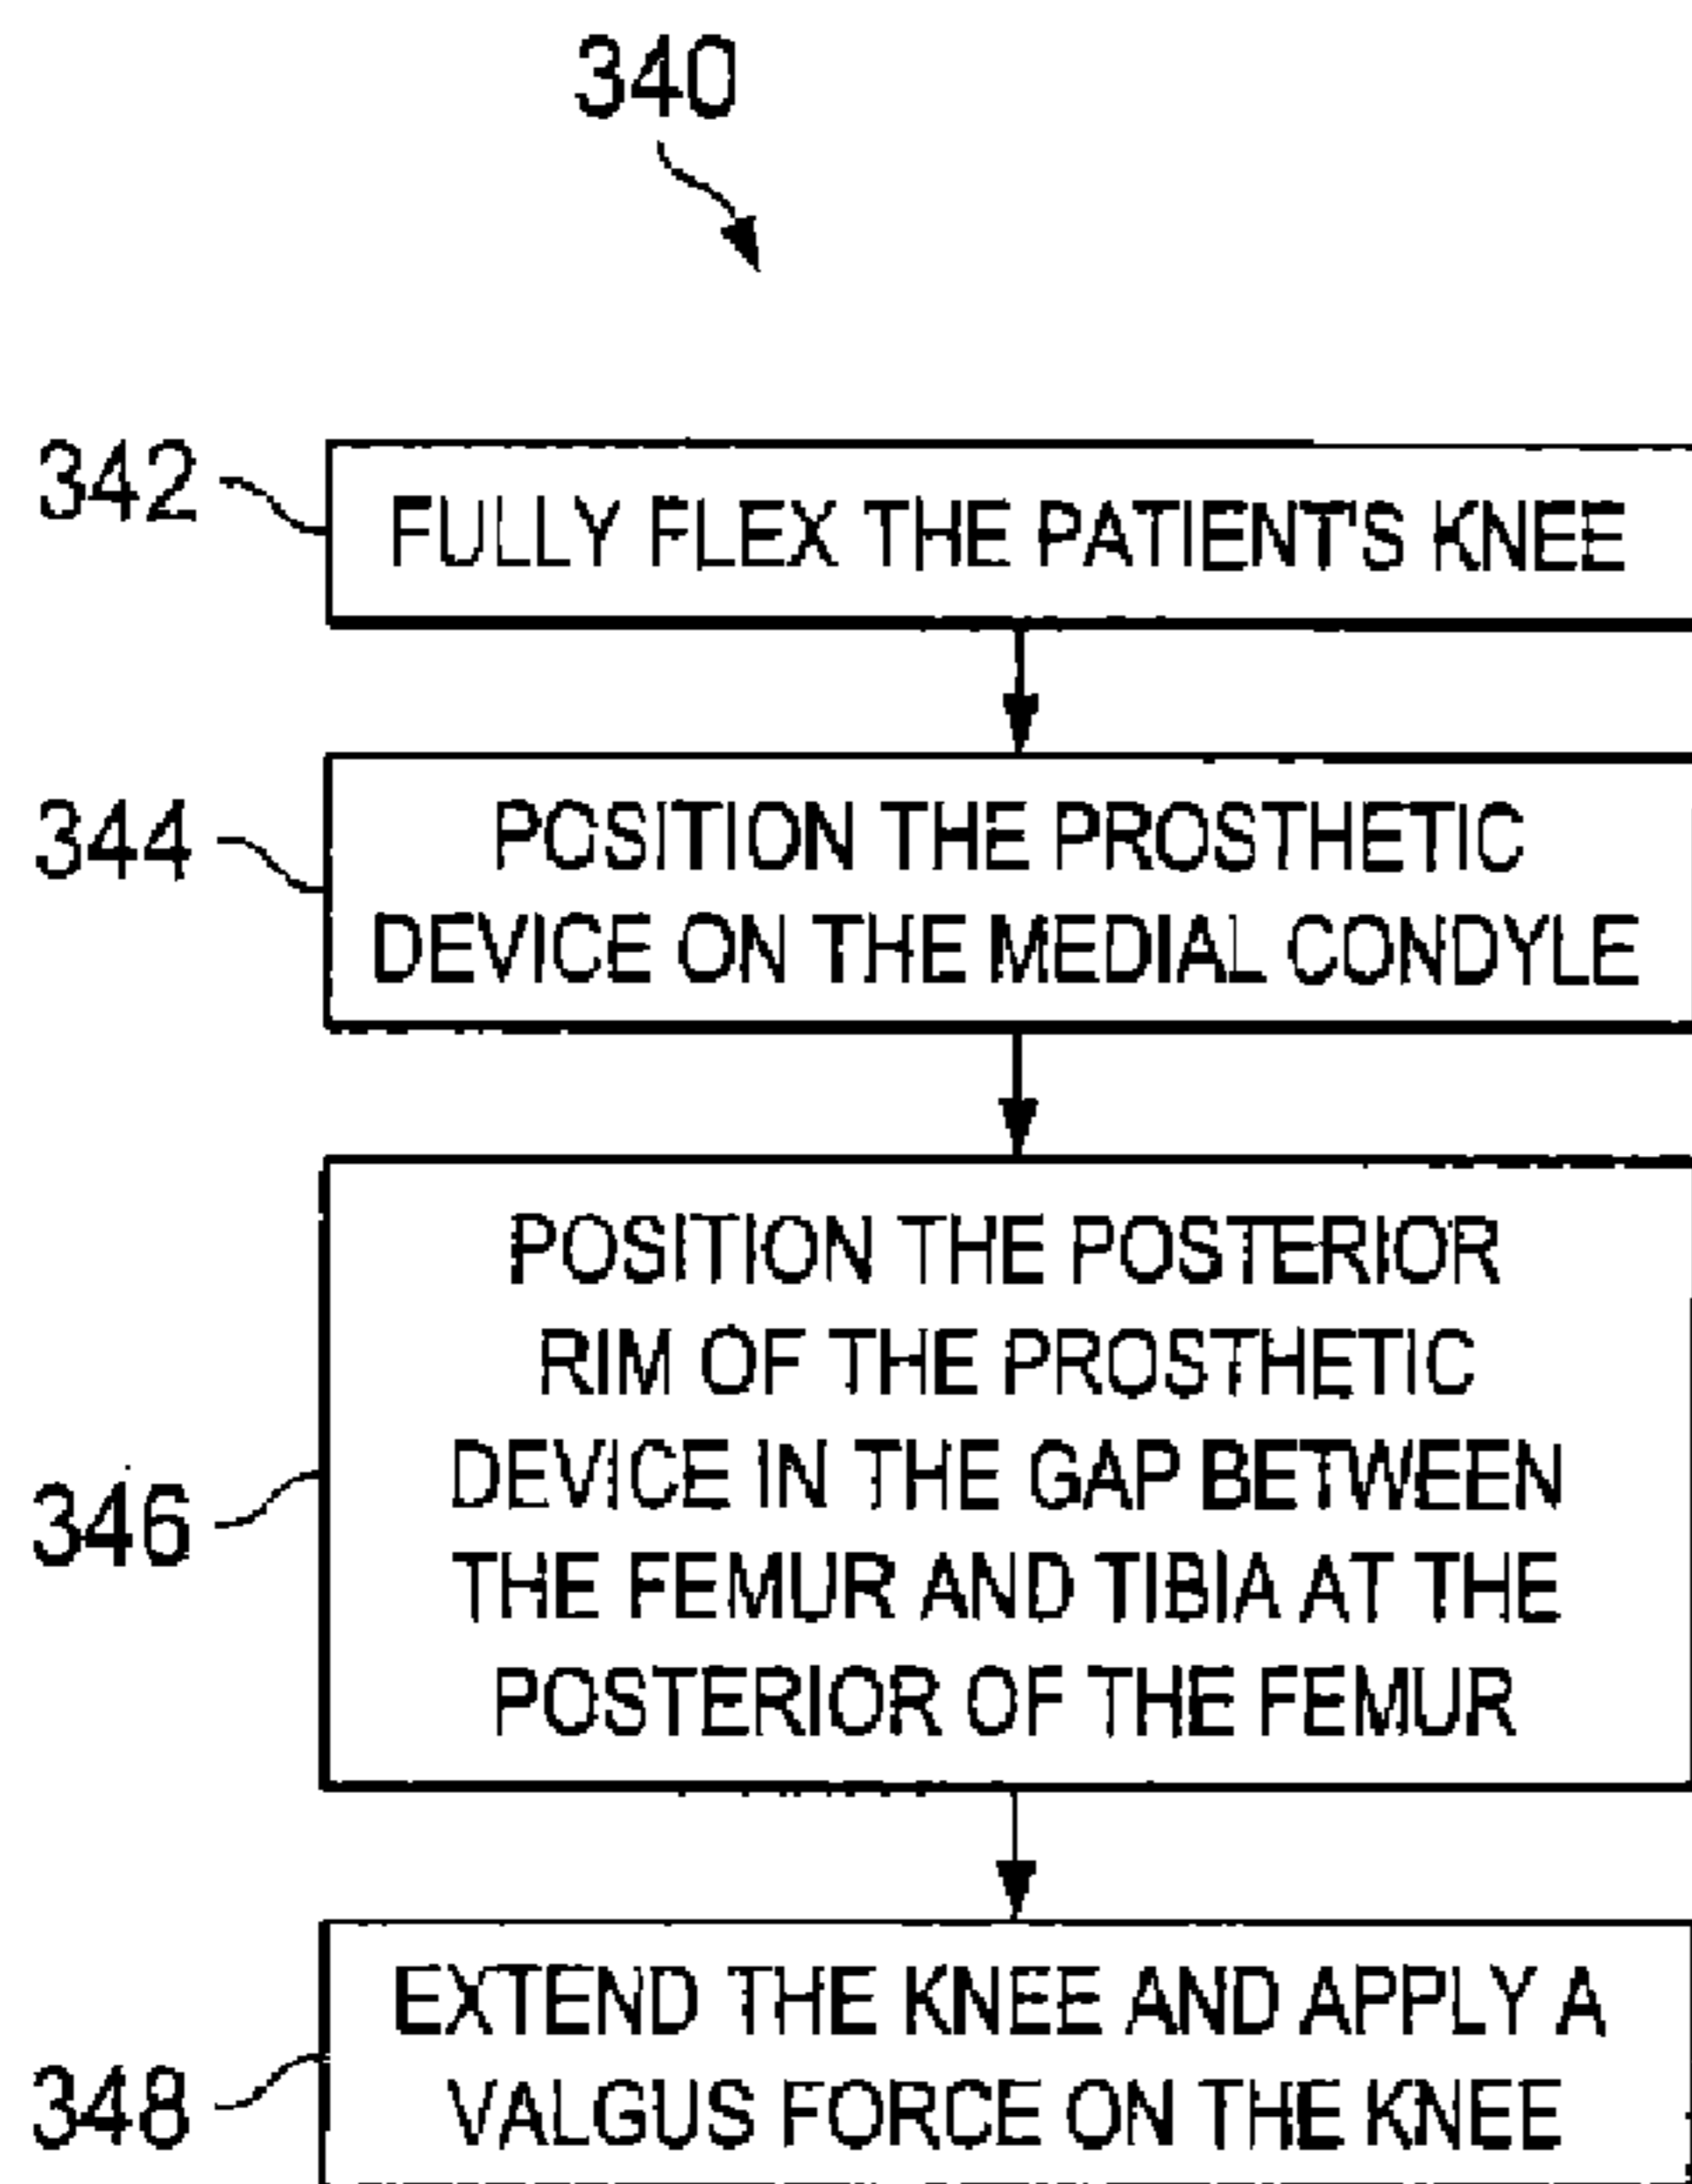 340
342
FULLY FLEX THE PATIENT'S KNEE
344
POSITION THE PROSTHETIC
DEVICE ON THE MEDIAL CONDYLE
346
POSITION THE POSTERIOR
RIM OF THE PROSTHETIC
DEVICE IN THE GAP BETWEEN
THE FEMUR AND TIBIA AT THE
POSTERIOR OF THE FEMUR
348
EXTEND THE KNEE AND APPLY A
VALGUS FORCE ON THE KNEE